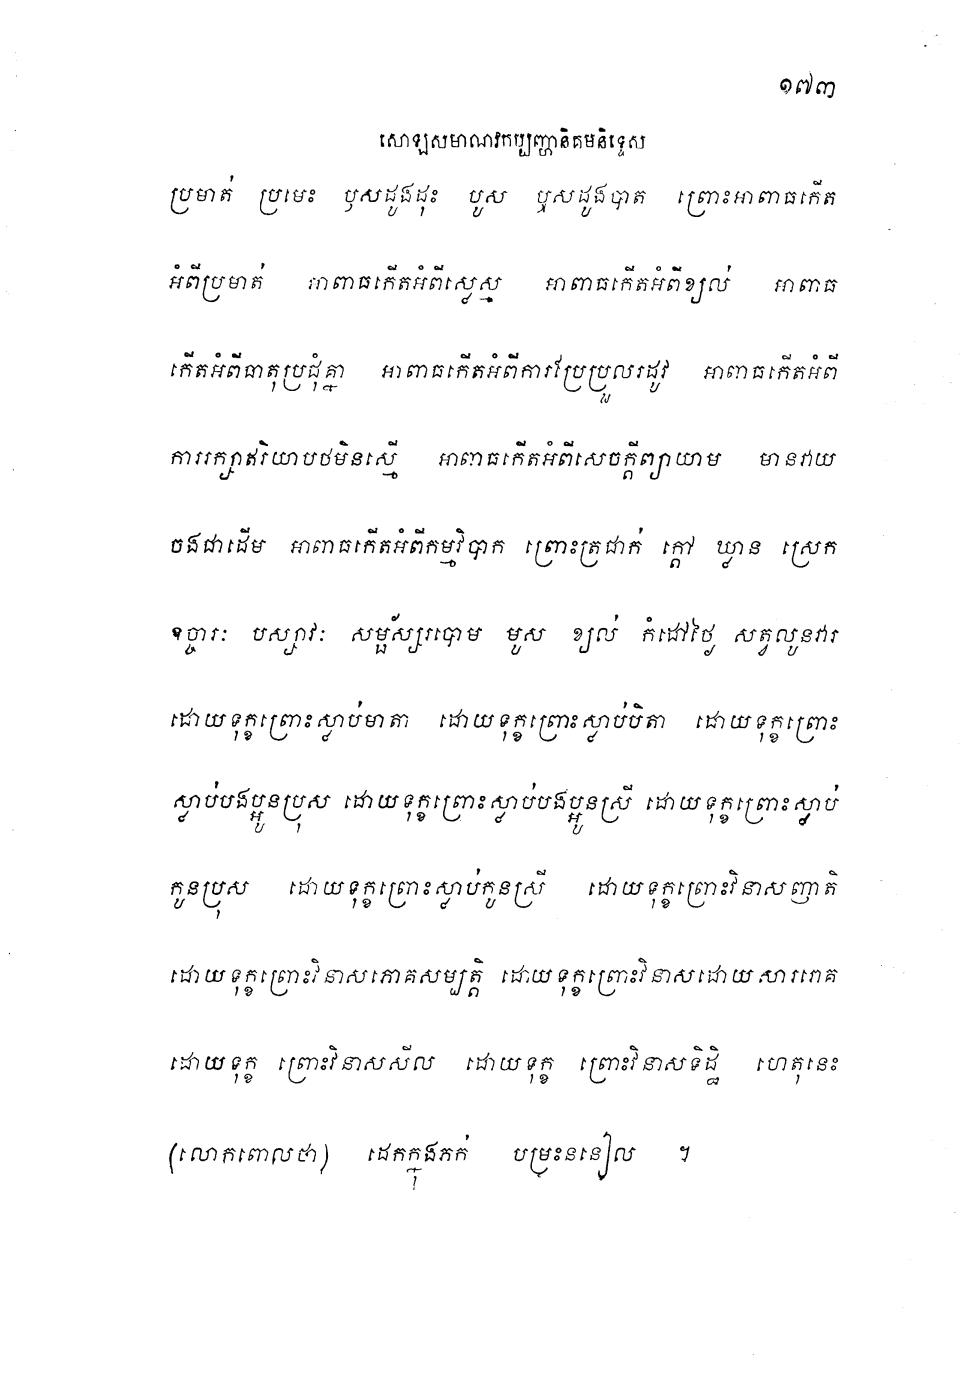 ១៧៣
សោឡសមាណវកប្បញ្ហានិគមនិទ្ទេស
ប្រមាត់ ប្រមេះ ឫសដូងដុះ បូស ឫសដូងបាត ព្រោះអាពាធកើត
អំពីប្រមាត់ អាពាធកើតអំពីស្លេស្ម អាពាធកើតអំពីខ្យល់ អាពាធ
កើតអំពីធាតុប្រជុំគ្នា អាពាធកើតអំពីការប្រែប្រួលរដូវ អាពាធកើតអំពី
ការរក្សាឥរិយាបថមិនស្មើ អាពាធកើតអំពីសេចក្តីព្យាយាម មានវាយ
ចងជាដើម អាពាធកើតអំពីកម្មវិបាក ព្រោះត្រជាក់ ក្តៅ ឃ្លាន ស្រេក
ឧច្ចារៈ បស្សាវៈ សម្ផ័ស្សរបោម មូស ខ្យល់ កំដៅថ្ងៃ សត្វលូនវារ
ដោយទុក្ខព្រោះស្លាប់មាតា ដោយទុក្ខព្រោះស្លាប់បិតា ដោយទុក្ខព្រោះ
ស្លាប់បងប្អូនប្រុស ដោយទុក្ខព្រោះស្លាប់បងប្អូនស្រី ដោយទុក្ខព្រោះស្លាប់
កូនប្រុស ដោយទុក្ខព្រោះស្លាប់កូនស្រី ដោយទុក្ខព្រោះវិនាសញាតិ
ដោយទុក្ខព្រោះវិនាសភោគសម្បត្តិ ដោយទុក្ខព្រោះវិនាសដោយសាររោគ
ដោយទុក្ខ ព្រោះវិនាសសីល ដោយទុក្ខ ព្រោះវិនាសទិដ្ឋិ ហេតុនេះ
(លោកពោលថា) ដេកក្នុងភក់ បម្រះននៀល ។